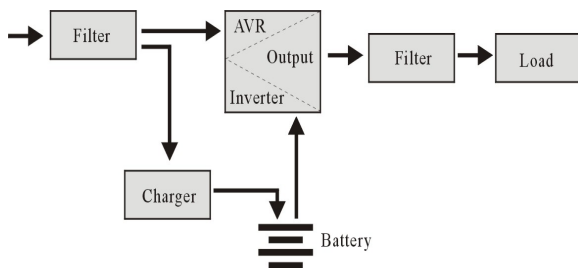 Filter
AVR
Output
Inverter
Filter
Load
Charger
Battery